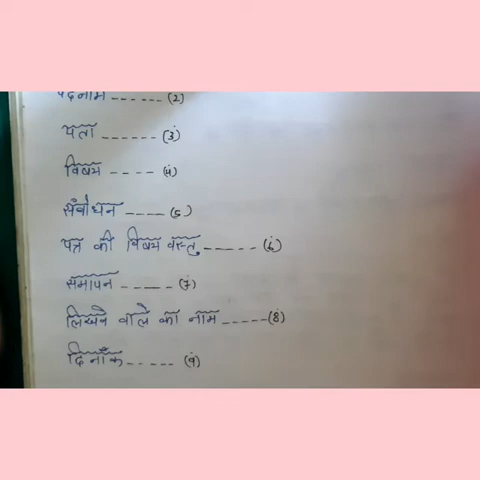 पदनाम ------ (2)
पता ------ (3)
विषय ---- (4)
संबोधन ---- (5)
पत्र की विषय वस्तु ----- (6)
समापन ------ (7)
लिखने वाले का नाम ----- (8)
दिनाँक ----- (9)